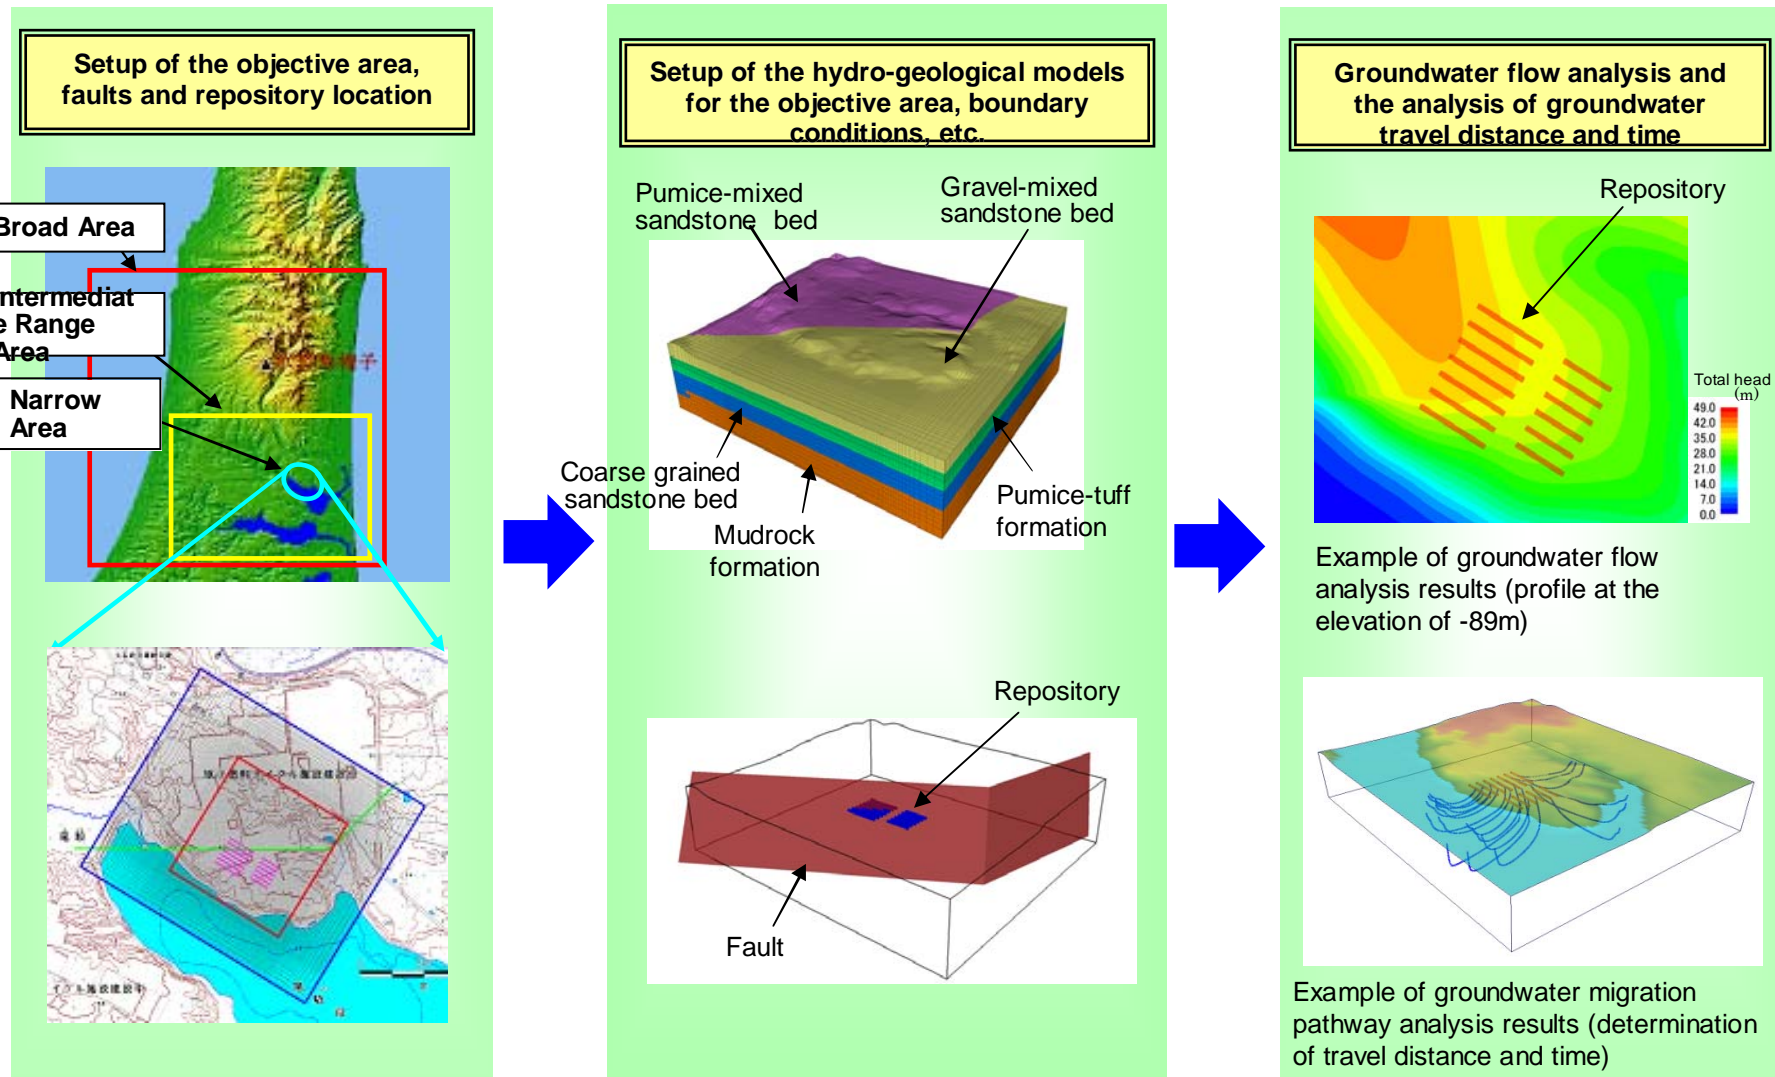 Setup of the objective area,
faults and repository location
Broad Area
ntermediat
e Range
Area
Narrow
Area
Setup of the hydro-geological models
for the objective area, boundary
conditions, etc.
Pumice-mixed
sandstone bed
Gravel-mixed
sandstone bed
Coarse grained
sandstone bed
Mudrock
formation
Pumice-tuff
formation
Repository
Fault
Groundwater flow analysis and
the analysis of groundwater
travel distance and time
Repository
Total head
(m)
49.0
42.0
35.0
28.0
21.0
14.0
7.0
0.0
Example of groundwater flow
analysis results (profile at the
elevation of -89m)
Example of groundwater migration
pathway analysis results (determination
of travel distance and time)